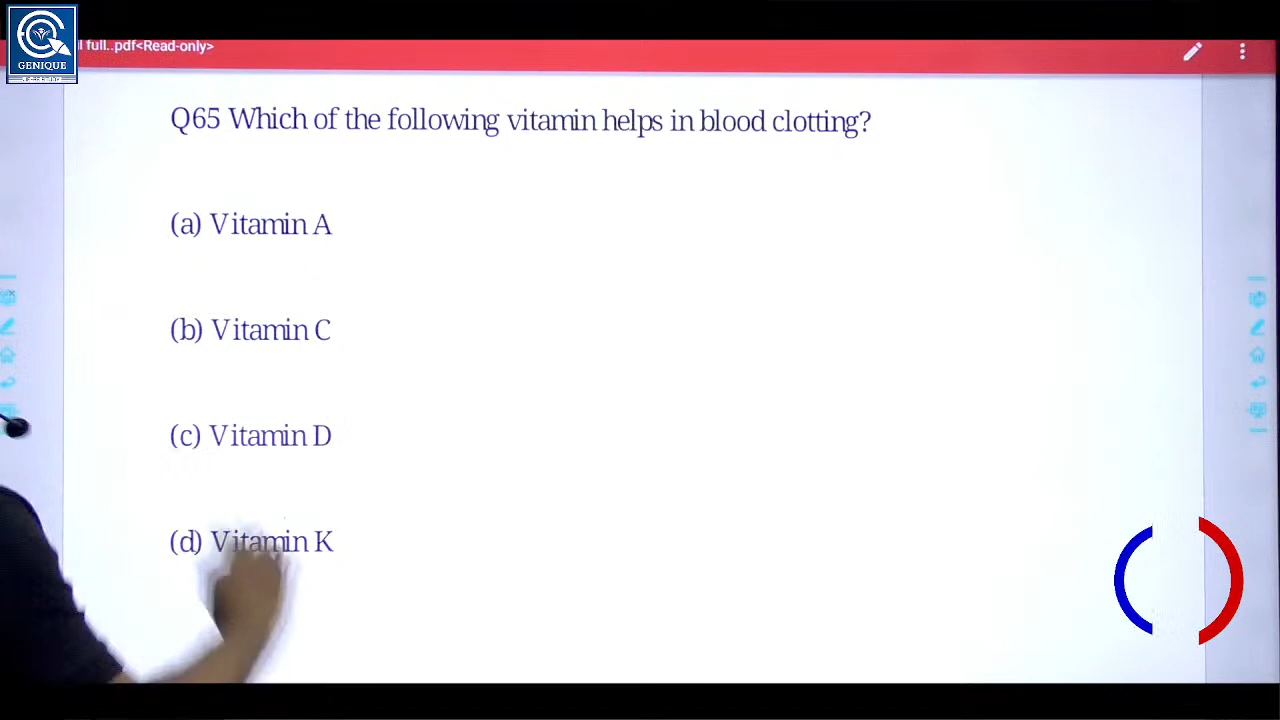 GENIQUE
l full..pdf<Read-only>
Q65 Which of the following vitamin helps in blood clotting?
(a) Vitamin A
(b) Vitamin C
(c) Vitamin D
(d) Vitamin K